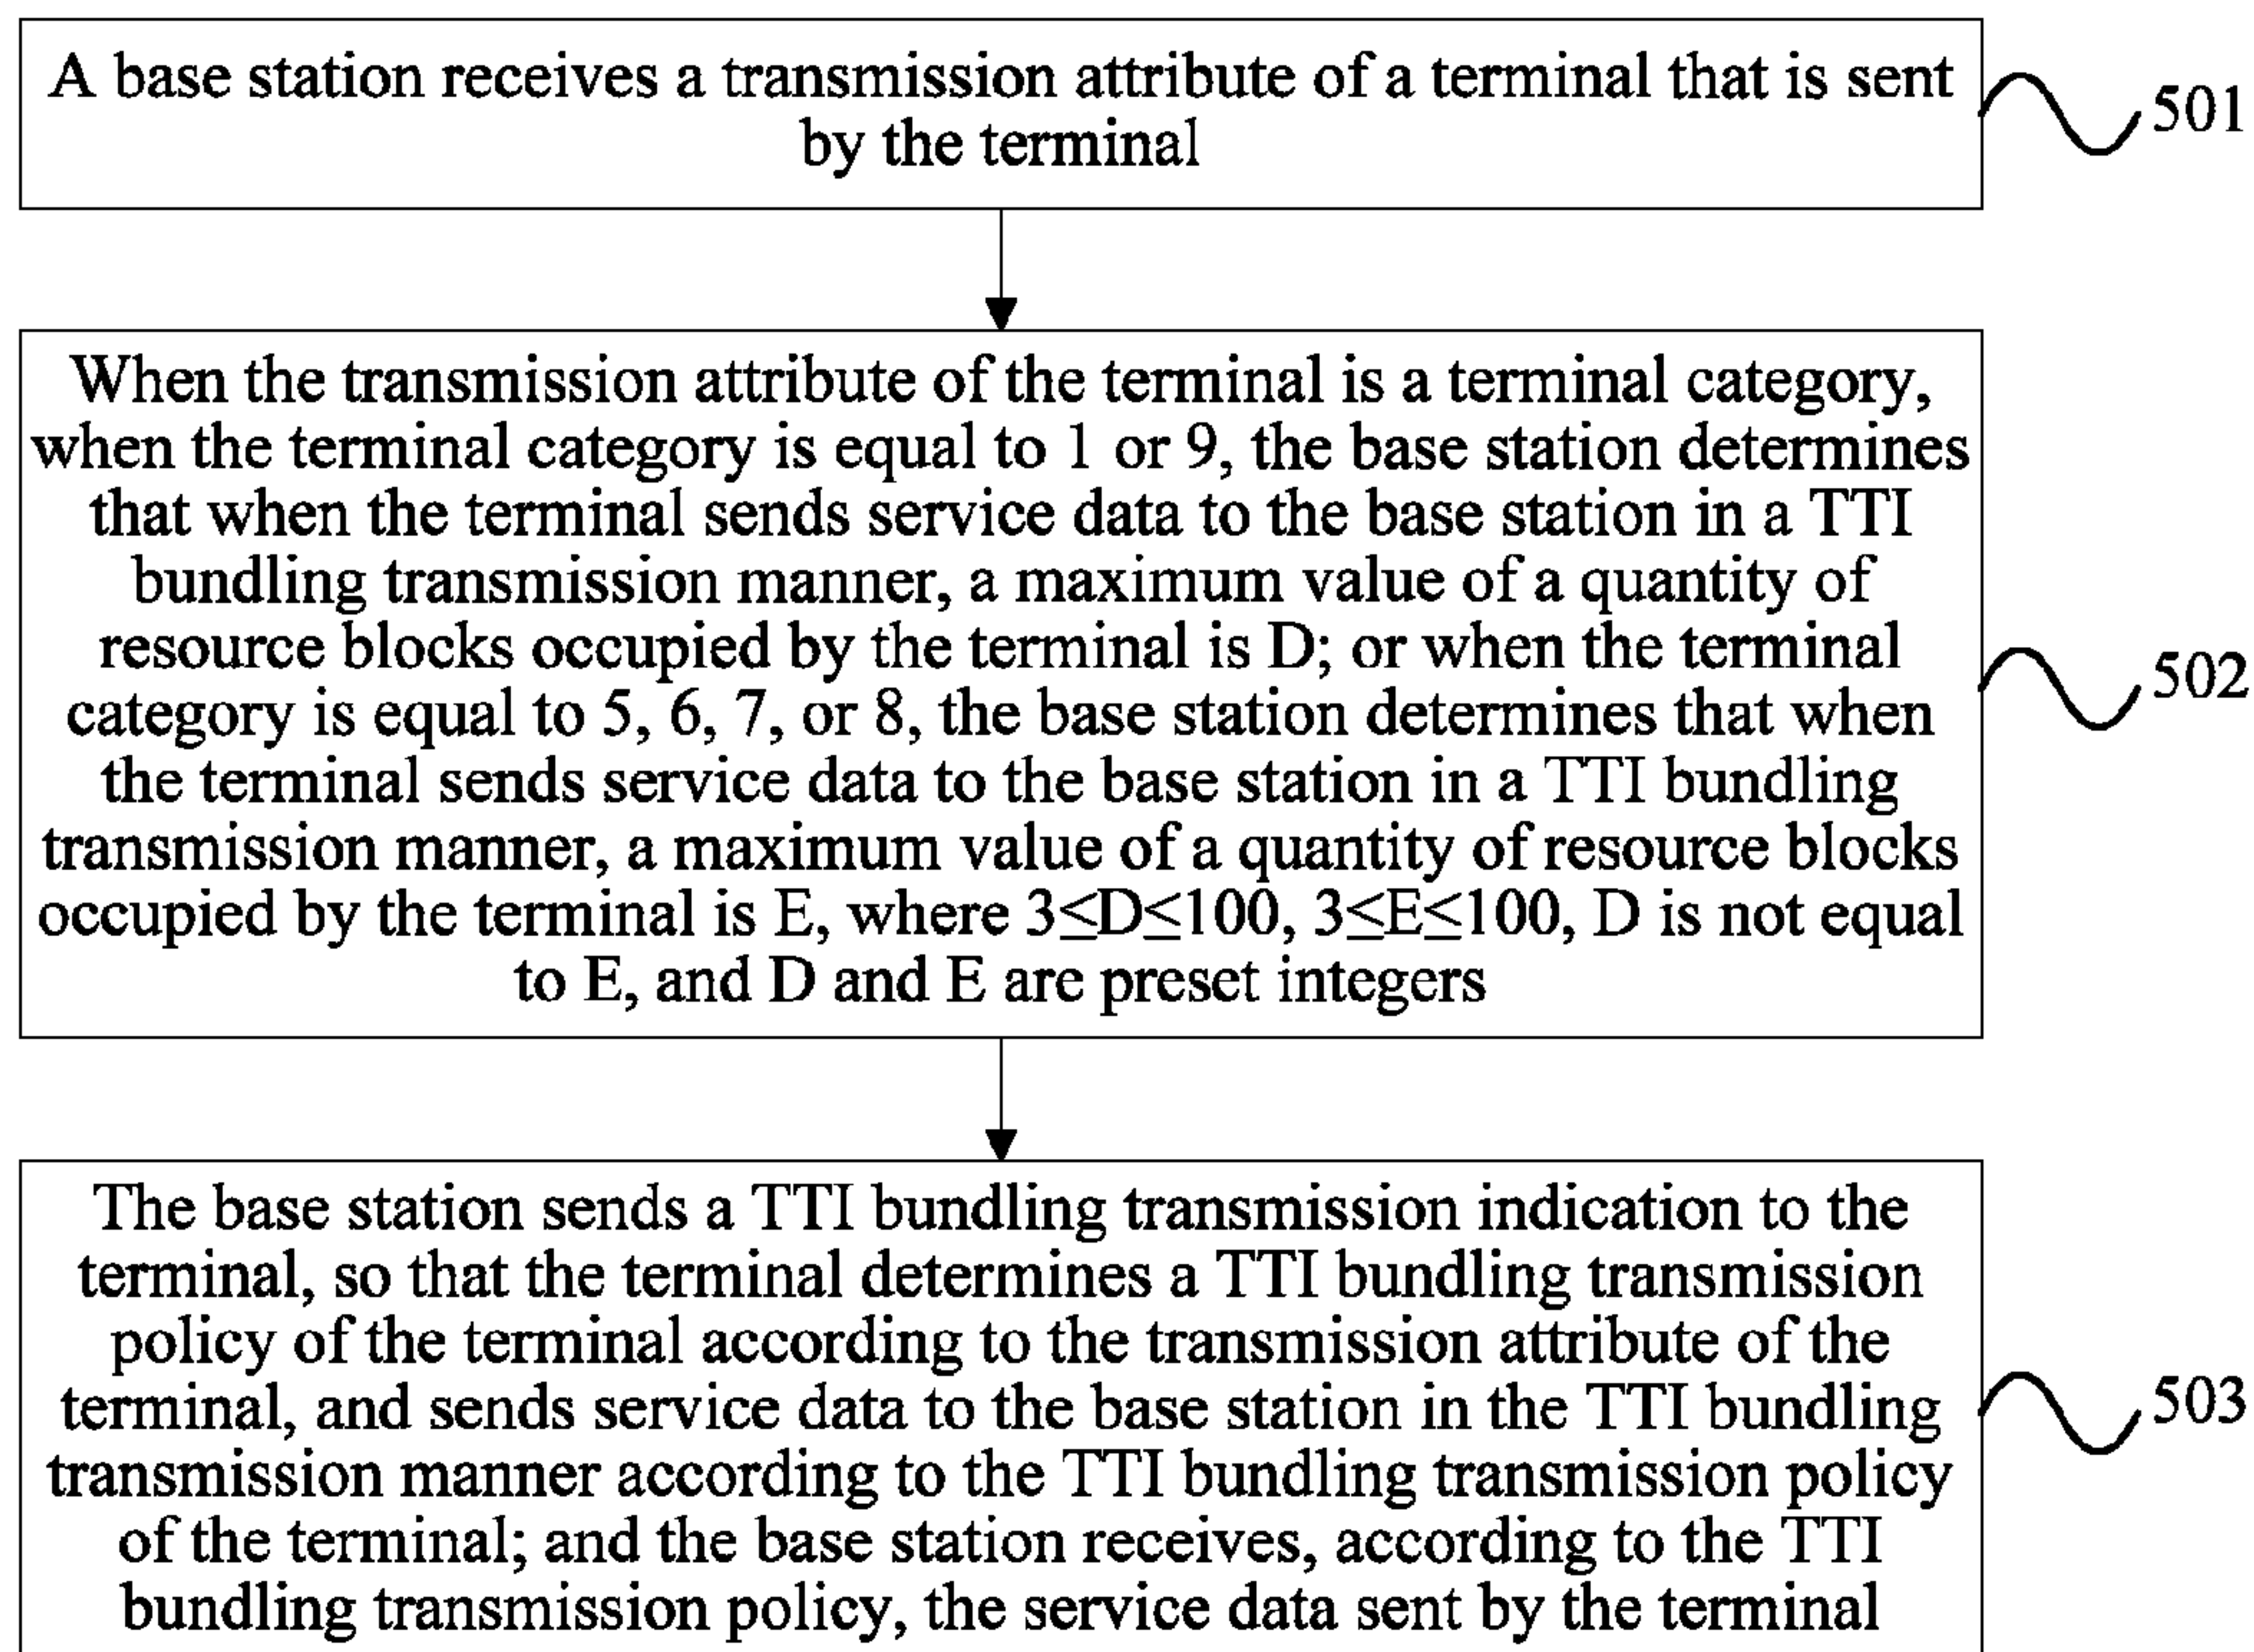 A base station receives a transmission attribute of a terminal that is sent
by the terminal
501
When the transmission attribute of the terminal is a terminal category,
when the terminal category is equal to 1 or 9, the base station determines
that when the terminal sends service data to the base station in a TTI
bundling transmission manner, a maximum value of a quantity of
resource blocks occupied by the terminal is D; or when the terminal
category is equal to 5, 6, 7, or 8, the base station determines that when
the terminal sends service data to the base station in a TTI bundling
transmission manner, a maximum value of a quantity of resource blocks
occupied by the terminal is E, where 3≤D≤100, 3≤E≤100, D is not equal
to E, and D and E are preset integers
502
The base station sends a TTI bundling transmission indication to the
terminal, so that the terminal determines a TTI bundling transmission
policy of the terminal according to the transmission attribute of the
terminal, and sends service data to the base station in the TTI bundling
transmission manner according to the TTI bundling transmission policy
of the terminal; and the base station receives, according to the TTI
bundling transmission policy, the service data sent by the terminal
503